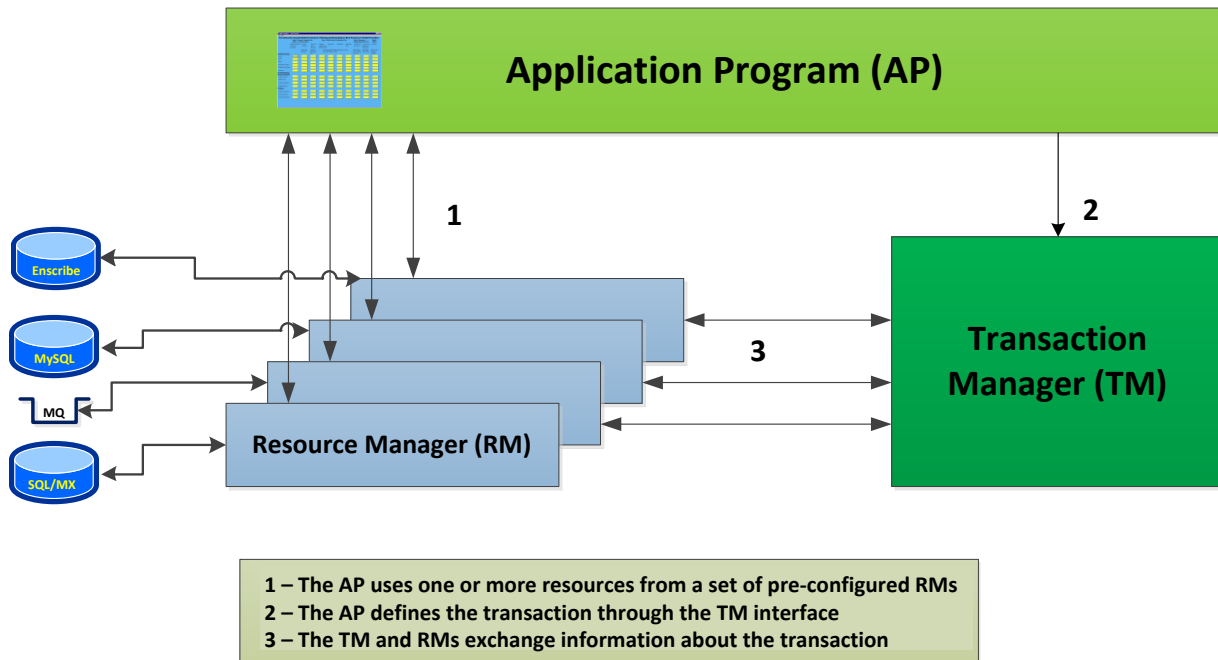 Application Program (AP)
1
2
Enscribe
MySQL
MQ
SQL/MX
3
Transaction
Manager (TM)
Resource Manager (RM)
1 – The AP uses one or more resources from a set of pre-configured RMs
2 – The AP defines the transaction through the TM interface
3 – The TM and RMs exchange information about the transaction